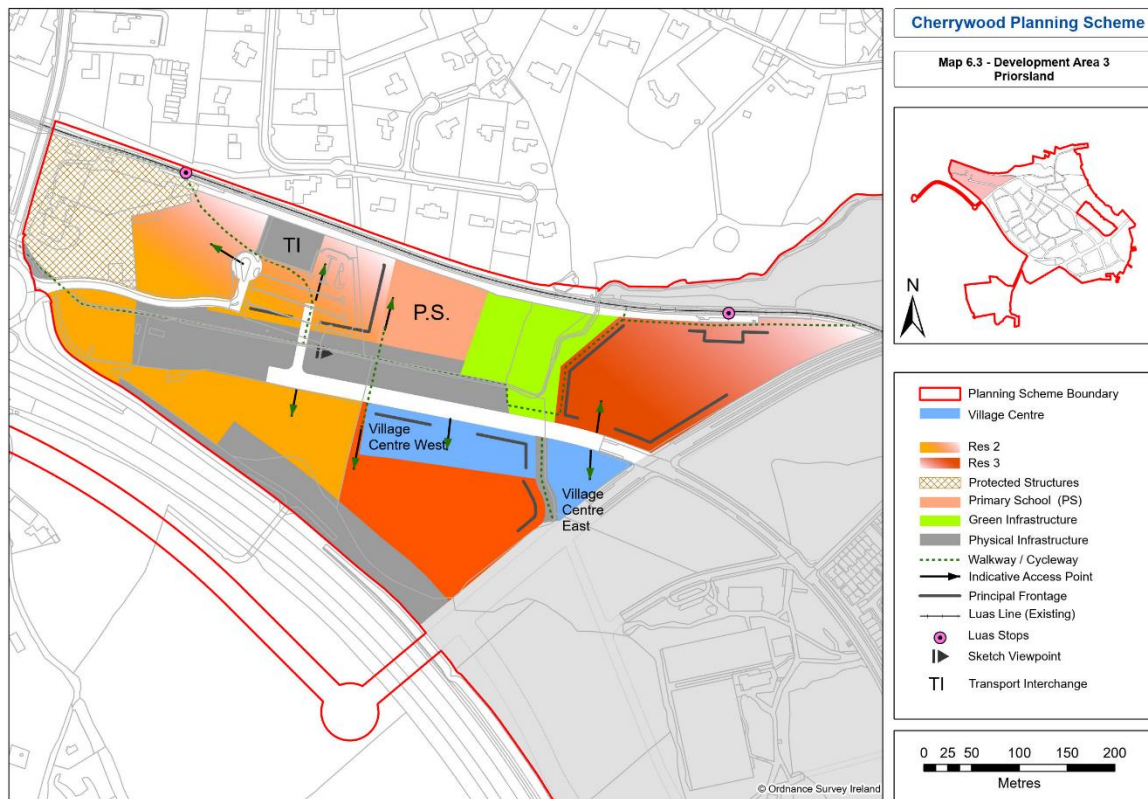 Cherrywood Planning Scheme
Map 6.3 - Development Area 3
Priorsland
TI
P.S.
Village
Centre West
Village
Centre
East
© Ordnance Survey Ireland
N
Planning Scheme Boundary
Village Centre
Res 2
Res 3
Protected Structures
Primary School (PS)
Green Infrastructure
Physical Infrastructure
Walkway / Cycleway
Indicative Access Point
Principal Frontage
Luas Line (Existing)
Luas Stops
Sketch Viewpoint
TI Transport Interchange
0 25 50 100 150 200
Metres